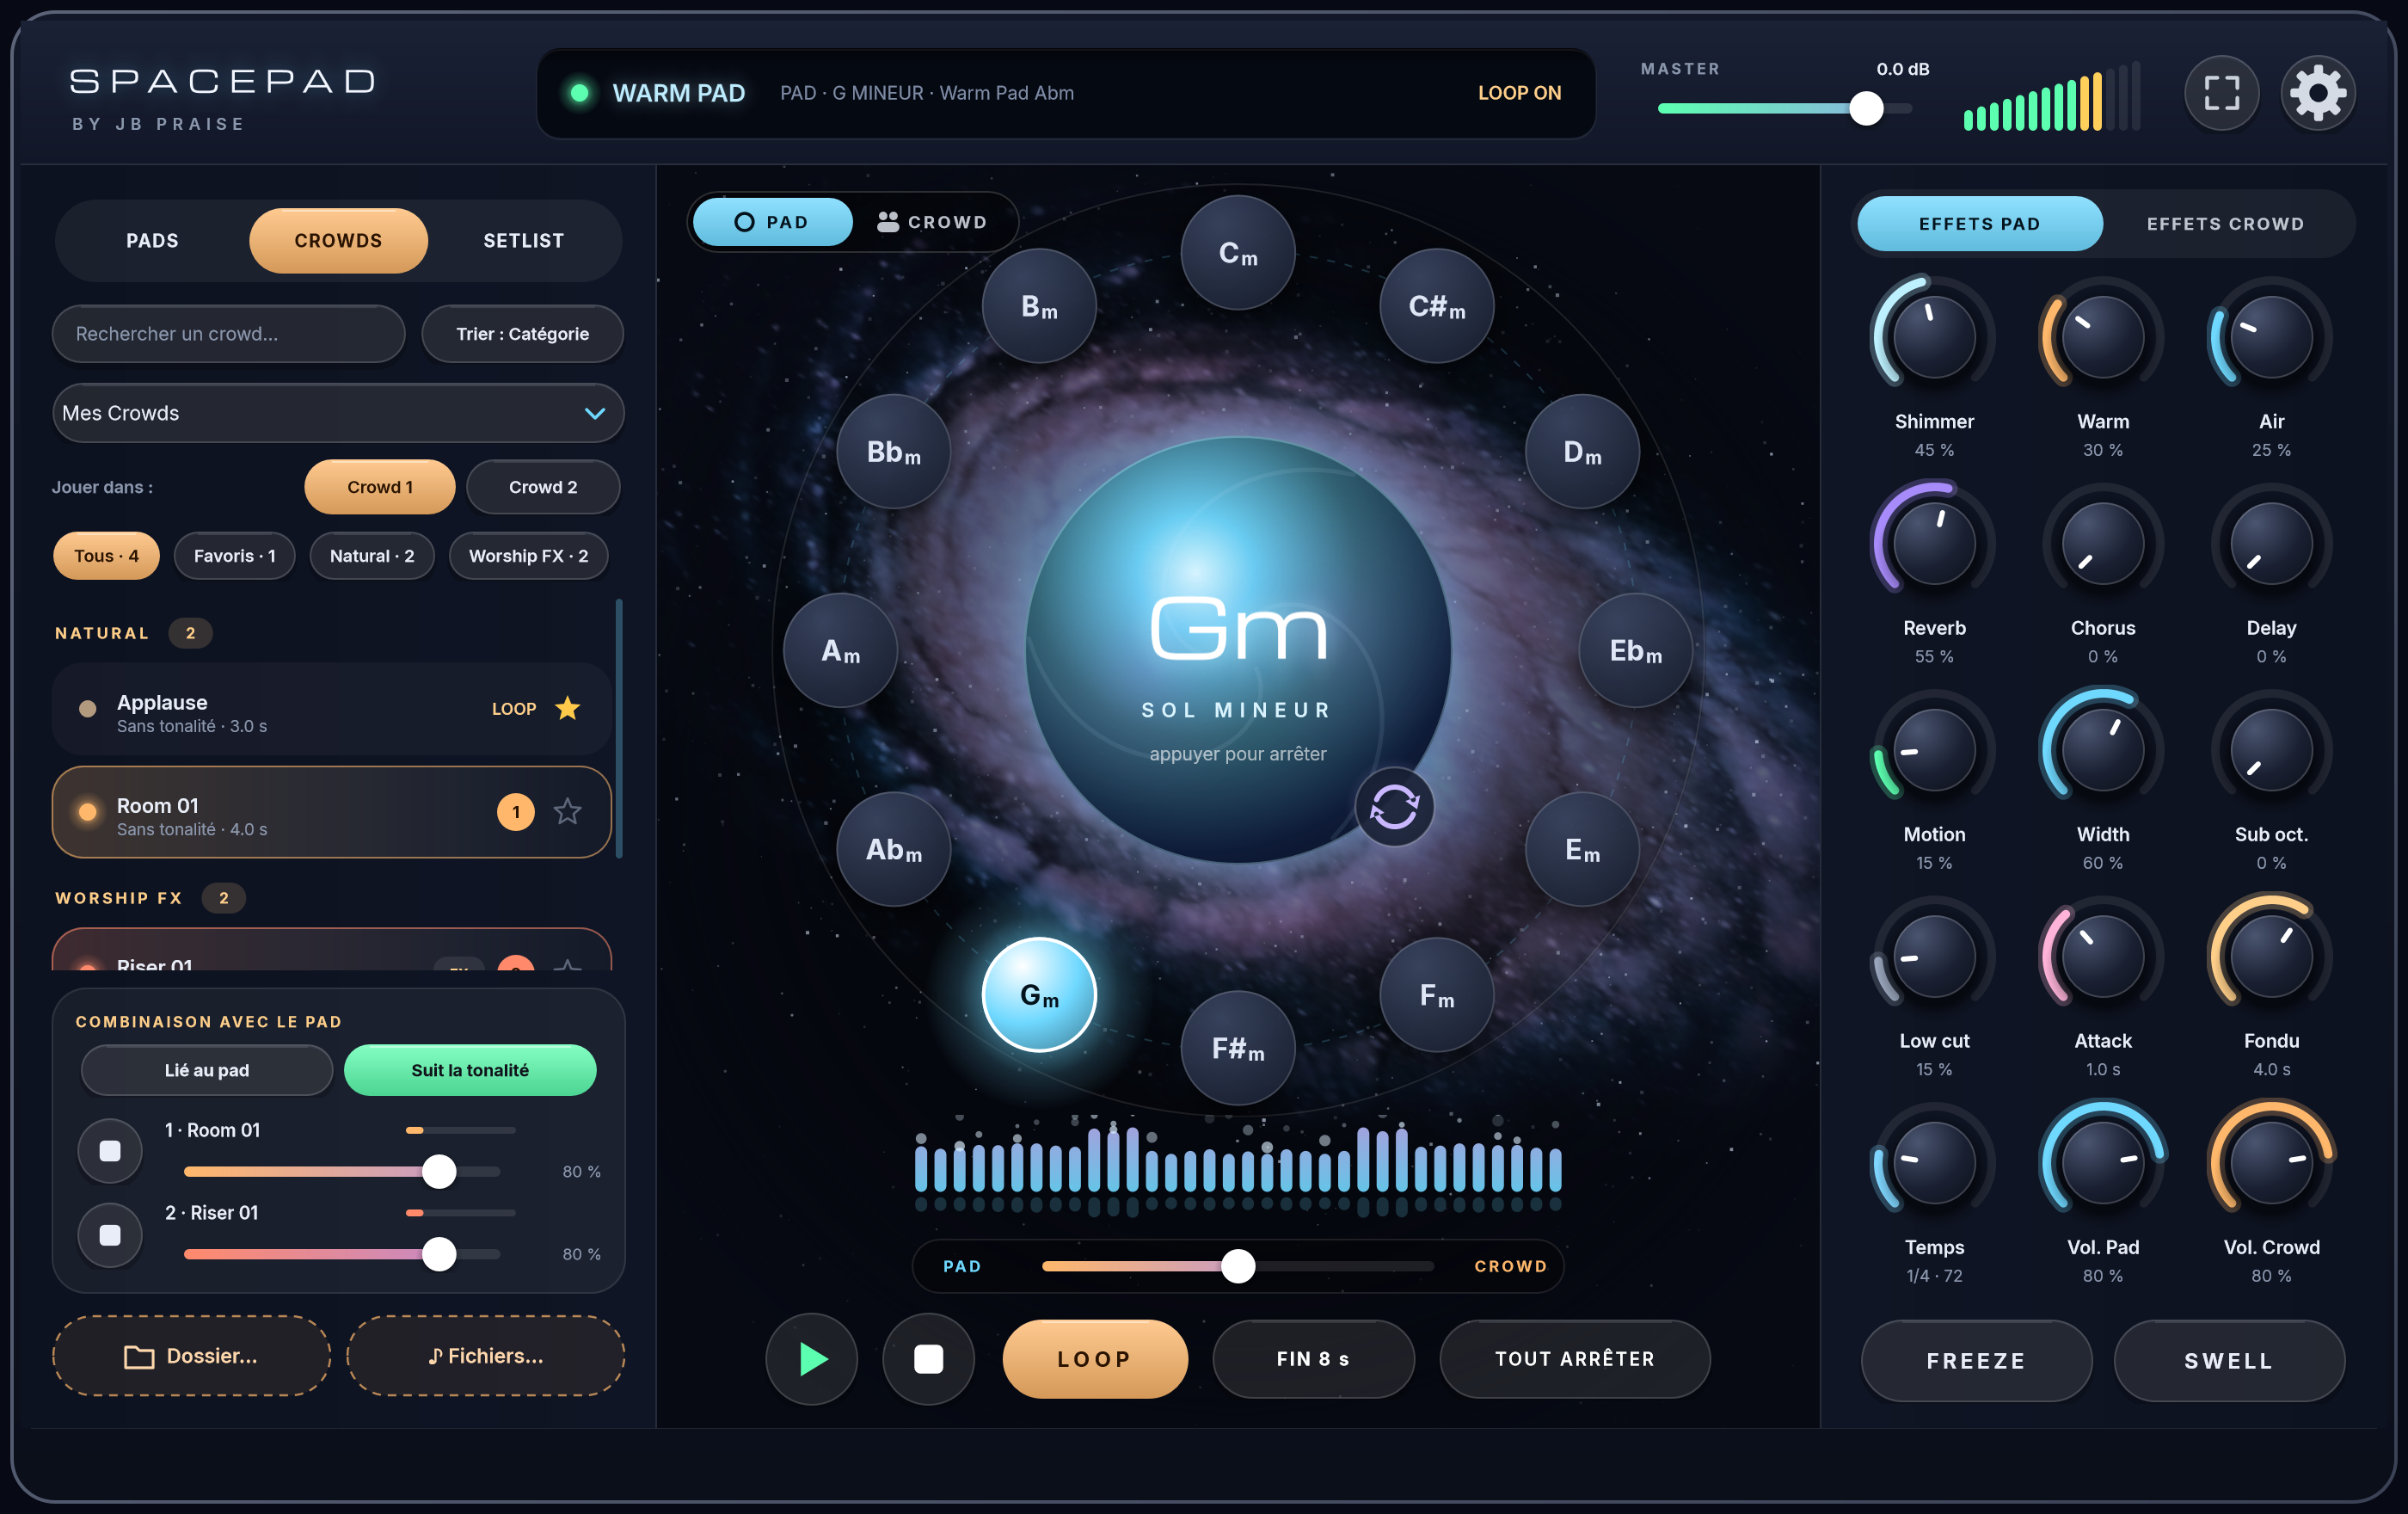 SPACEPAD
BY JB PRAISE
WARM PAD
PAD · G MINEUR · Warm Pad Abm
LOOP ON
MASTER
0.0 dB
PADS
CROWDS
SETLIST
Rechercher un crowd...
Trier : Catégorie
Mes Crowds
Jouer dans :
Crowd 1
Crowd 2
Tous · 4
Favoris · 1
Natural · 2
Worship FX · 2
NATURAL 2
Applause
Sans tonalité · 3.0 s
LOOP
Room 01
Sans tonalité · 4.0 s
1
WORSHIP FX 2
Riser 01
COMBINAISON AVEC LE PAD
Lié au pad
Suit la tonalité
1 · Room 01
80 %
2 · Riser 01
80 %
Dossier...
Fichiers...
PAD
CROWD
Cm
C#m
Dm
Ebm
Em
Fm
F#m
Gm
Abm
Am
Bbm
Bm
Gm
SOL MINEUR
appuyer pour arrêter
PAD
CROWD
LOOP
FIN 8 s
TOUT ARRÊTER
EFFETS PAD
EFFETS CROWD
Shimmer
45 %
Warm
30 %
Air
25 %
Reverb
55 %
Chorus
0 %
Delay
0 %
Motion
15 %
Width
60 %
Sub oct.
0 %
Low cut
15 %
Attack
1.0 s
Fondu
4.0 s
Temps
1/4 · 72
Vol. Pad
80 %
Vol. Crowd
80 %
FREEZE
SWELL